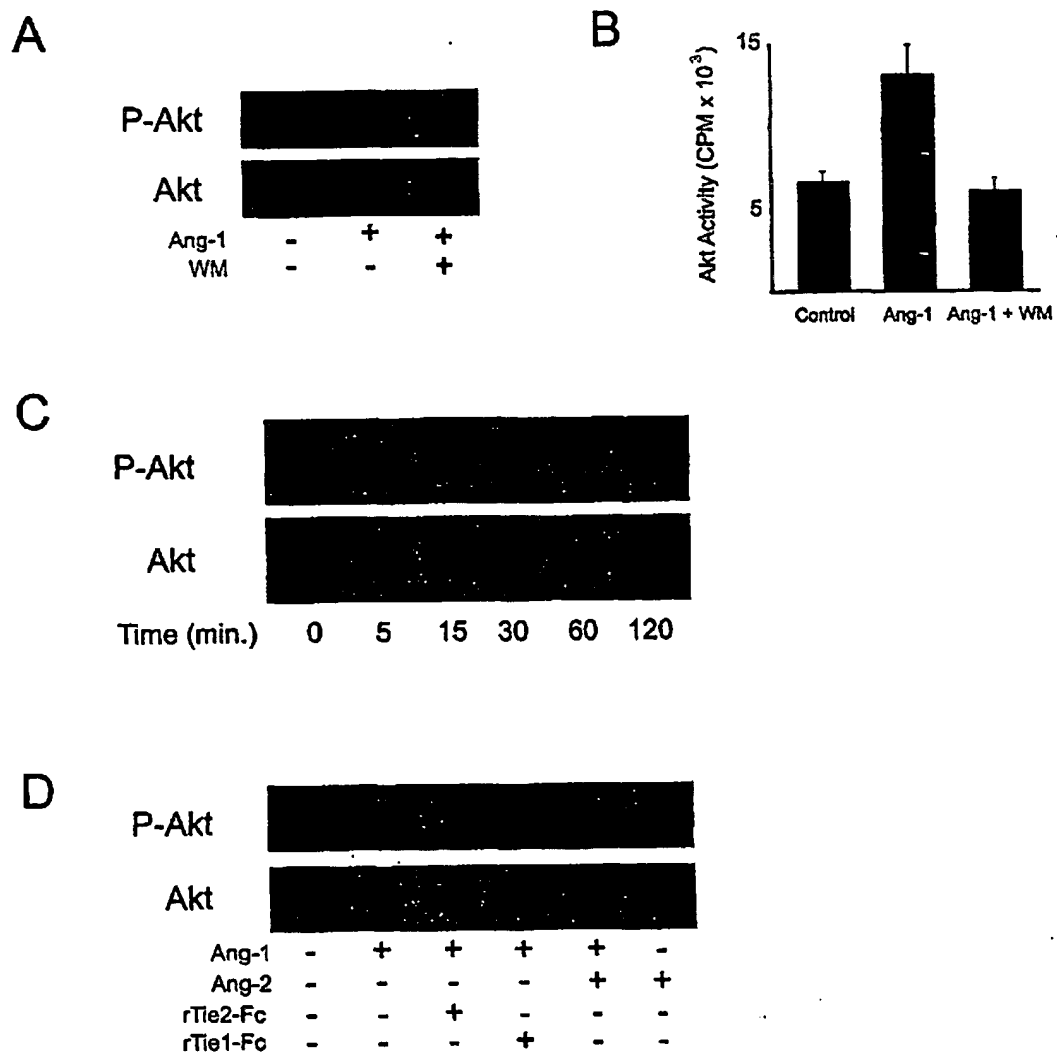 A
P-Akt
Akt
Ang-1 - + +
WM - - +
B
Akt Activity (CPM x 10³)
15
5
Control Ang-1 Ang-1 + WM
C
P-Akt
Akt
Time (min.) 0 5 15 30 60 120
D
P-Akt
Akt
Ang-1 - + + + + -
Ang-2 - - - - + +
rTie2-Fc - - + - - -
rTie1-Fc - - - + - -